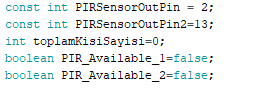 const int PIRSensorOutPin = 2;
const int PIRSensorOutPin2=13;
int toplamKisiSayisi=0;
boolean PIR_Available_1=false;
boolean PIR_Available_2=false;